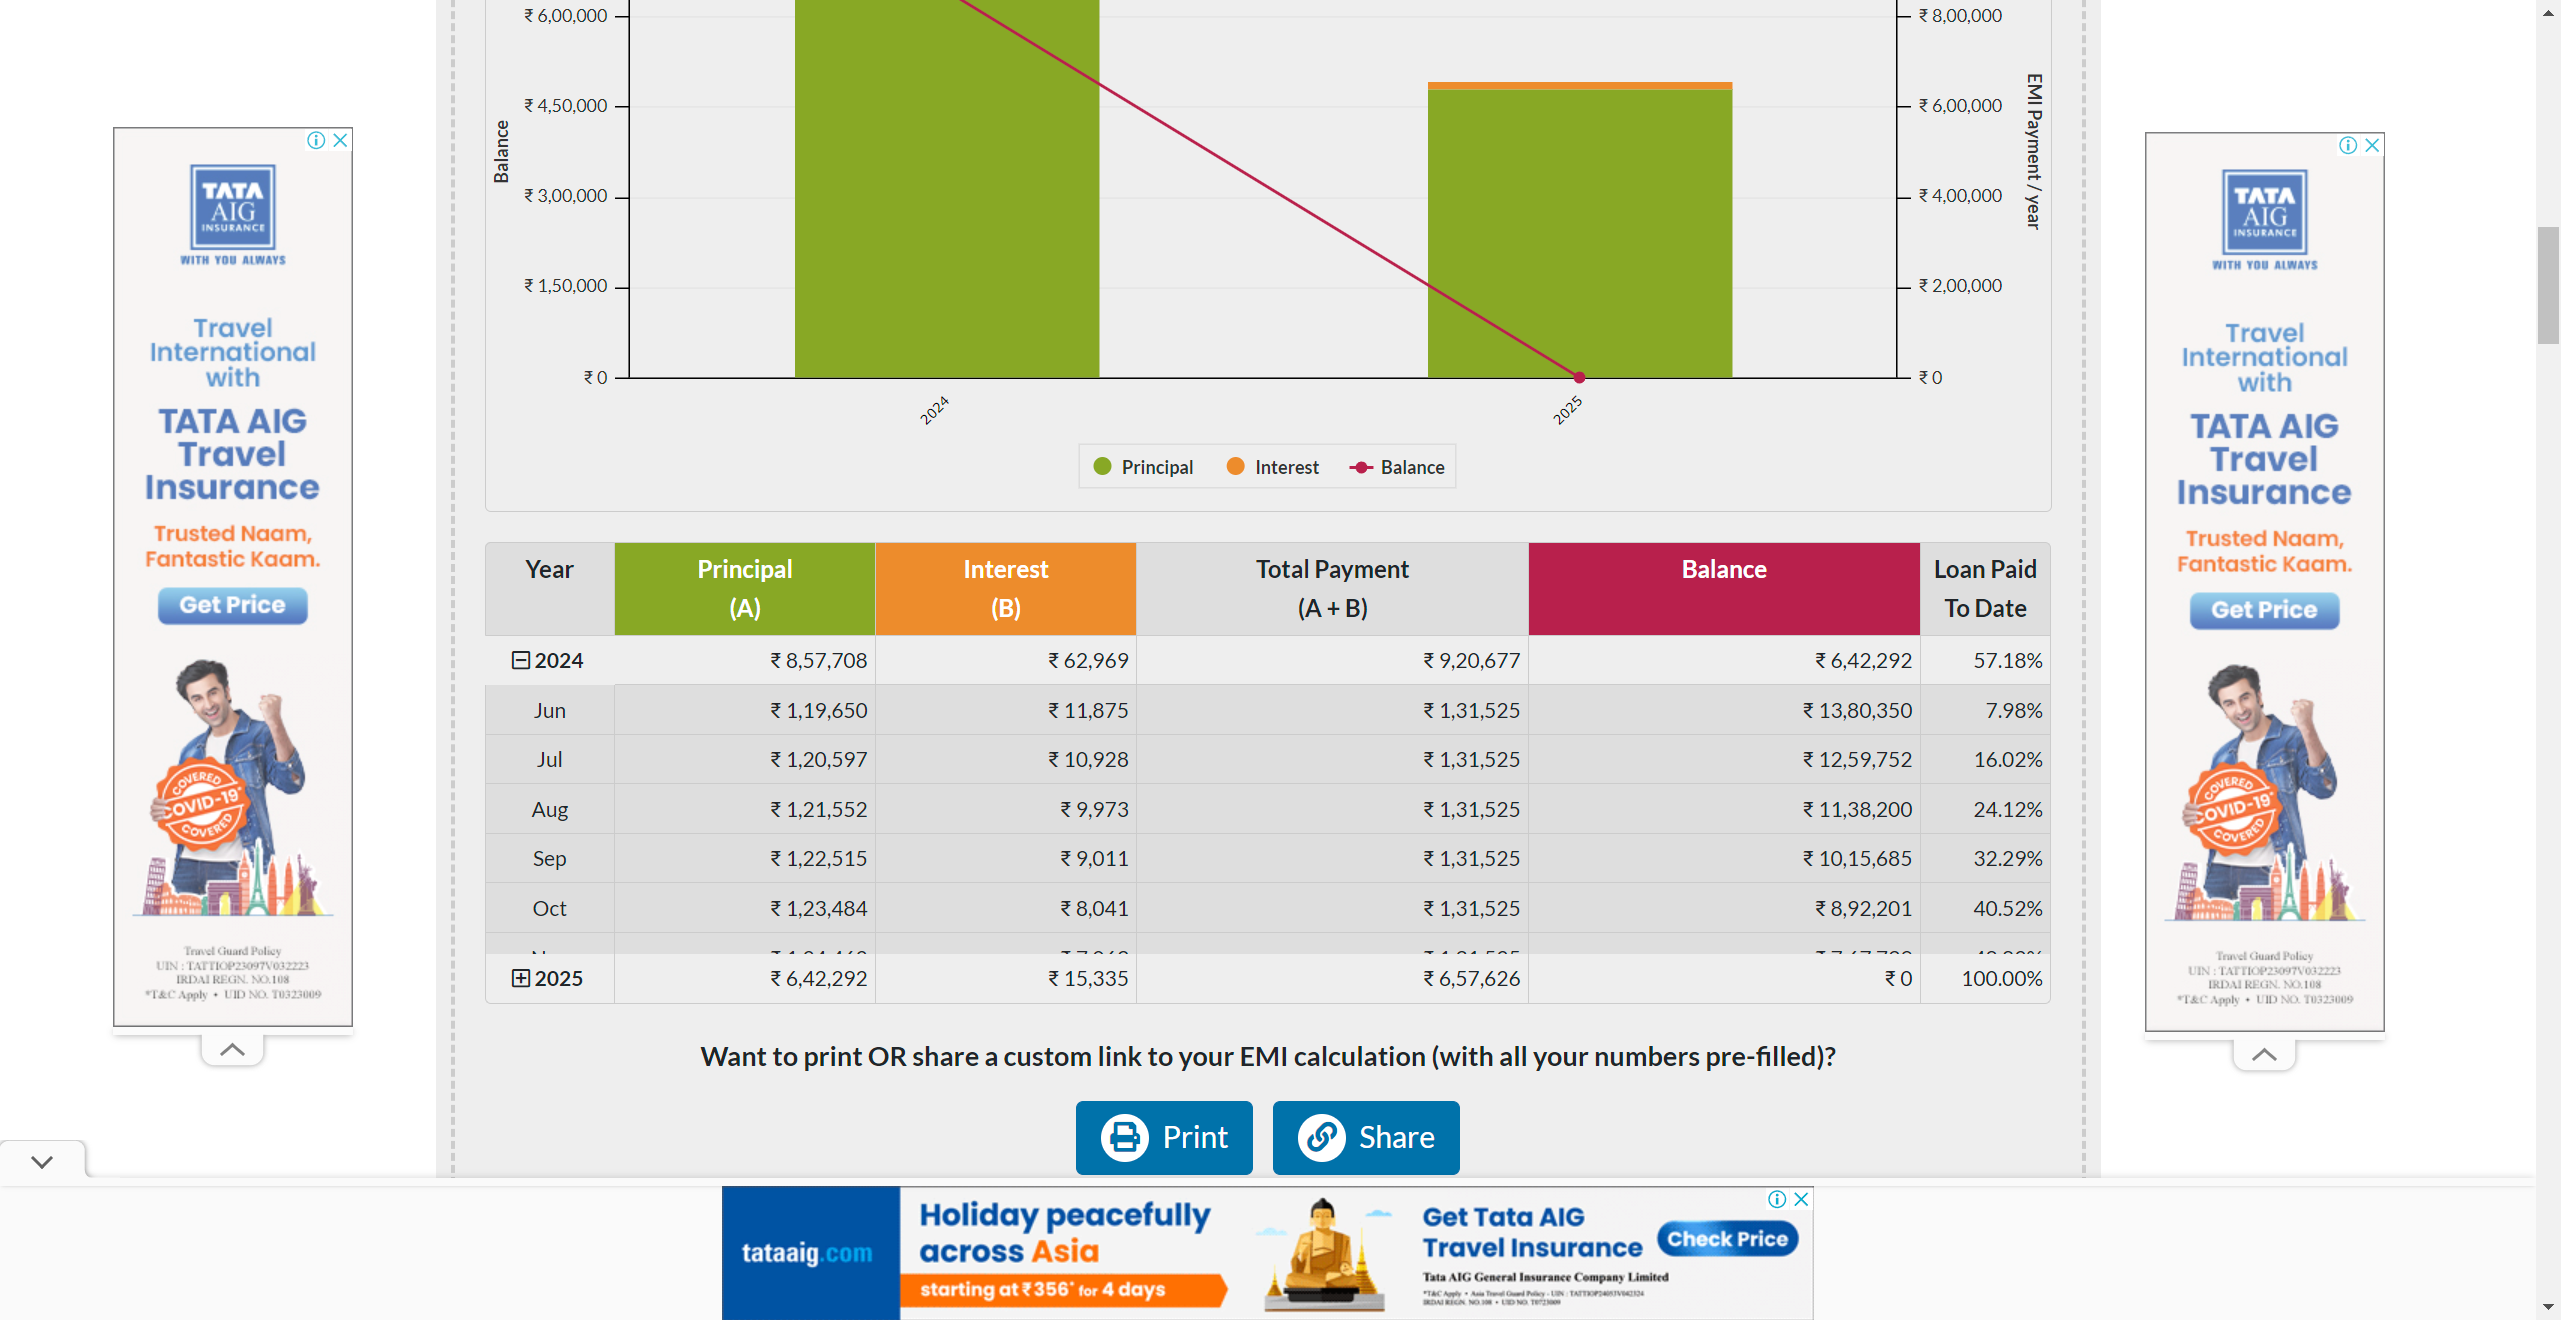 ₹ 6,00,000
₹ 4,50,000
₹ 3,00,000
₹ 1,50,000
₹ 0
Balance
₹ 8,00,000
₹ 6,00,000
₹ 4,00,000
₹ 2,00,000
₹ 0
EMI Payment / year
2024
2025
Principal
Interest
Balance
Year Principal (A) Interest (B) Total Payment (A + B) Balance Loan Paid To Date
2024 ₹ 8,57,708 ₹ 62,969 ₹ 9,20,677 ₹ 6,42,292 57.18%
Jun ₹ 1,19,650 ₹ 11,875 ₹ 1,31,525 ₹ 13,80,350 7.98%
Jul ₹ 1,20,597 ₹ 10,928 ₹ 1,31,525 ₹ 12,59,752 16.02%
Aug ₹ 1,21,552 ₹ 9,973 ₹ 1,31,525 ₹ 11,38,200 24.12%
Sep ₹ 1,22,515 ₹ 9,011 ₹ 1,31,525 ₹ 10,15,685 32.29%
Oct ₹ 1,23,484 ₹ 8,041 ₹ 1,31,525 ₹ 8,92,201 40.52%
2025 ₹ 6,42,292 ₹ 15,335 ₹ 6,57,626 ₹ 0 100.00%
Want to print OR share a custom link to your EMI calculation (with all your numbers pre-filled)?
Print
Share
TATA
AIG
INSURANCE
WITH YOU ALWAYS
Travel
International
with
TATA AIG
Travel
Insurance
Trusted Naam,
Fantastic Kaam.
Get Price
COVERED
COVID-19*
COVERED
Travel Guard Policy
UIN : TATTIOP23097V032223
IRDAI REGN. NO.108
*T&C Apply • UID NO. T0323009
TATA
AIG
INSURANCE
WITH YOU ALWAYS
Travel
International
with
TATA AIG
Travel
Insurance
Trusted Naam,
Fantastic Kaam.
Get Price
COVERED
COVID-19*
COVERED
Travel Guard Policy
UIN : TATTIOP23097V032223
IRDAI REGN. NO.108
*T&C Apply • UID NO. T0323009
tataaig.com
Holiday peacefully
across Asia
starting at ₹356* for 4 days
Get Tata AIG
Travel Insurance
Check Price
Tata AIG General Insurance Company Limited
*T&C Apply • Asia Travel Guard Policy - UIN : TATTIOP24053V042324
IRDAI REGN. NO.108 • UID NO. T0723009